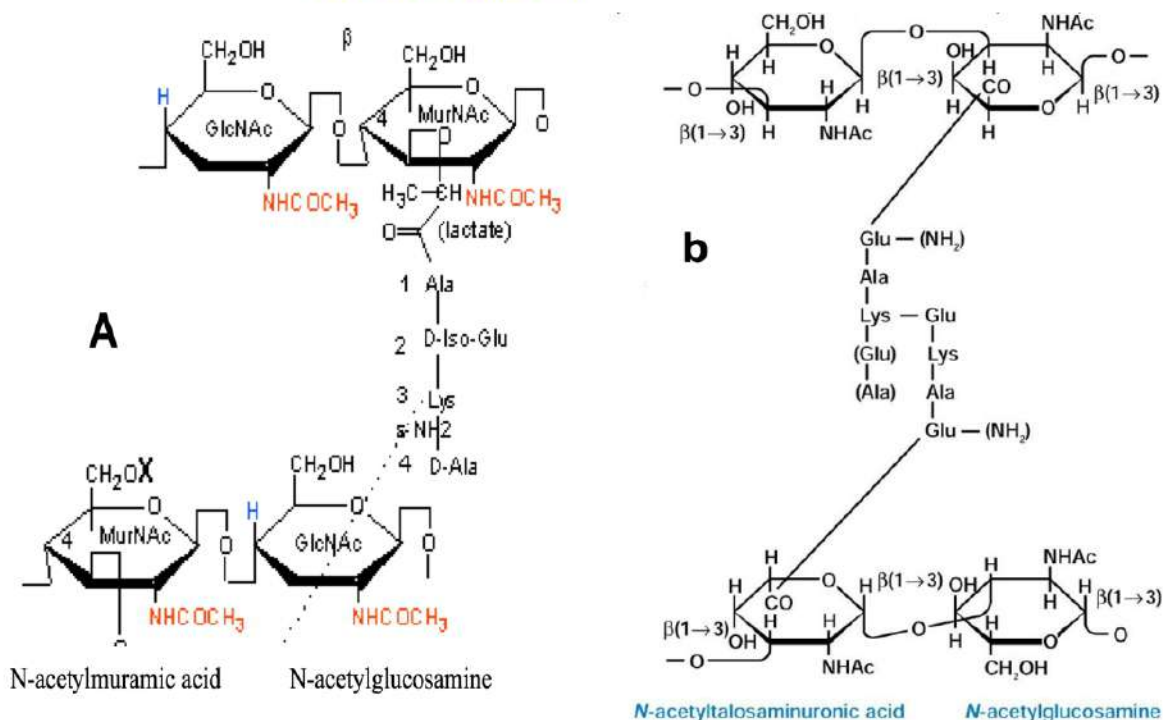 β
CH₂OH
CH₂OH
H
O
O
GlcNAc
MurNAc
4
O
O
O
NHCOCH₃
H₃C-CH
NHCOCH₃
O
(lactate)
1 Ala
A
2 D-Iso-Glu
3 Lys
ε-NH2
4 D-Ala
CH₂OX
CH₂OH
O
H
O
4 MurNAc
GlcNAc
O
O
NHCOCH₃
NHCOCH₃
N-acetylmuramic acid
N-acetylglucosamine
CH₂OH
O
NHAc
H
O
H
OH
H
O
H
β(1→3)
CO
H
O
OH
H
H
H
H
O
H
β(1→3)
β(1→3)
NHAc
b
Glu — (NH₂)
Ala
Lys — Glu
(Glu)
Lys
(Ala)
Ala
Glu — (NH₂)
NHAc
H
H
O
H
β(1→3)
OH
H
H
β(1→3)
CO
H
H
β(1→3)
O
O
OH
H
O
O
H
NHAc
CH₂OH
N-acetyltalosaminuronic acid
N-acetylglucosamine